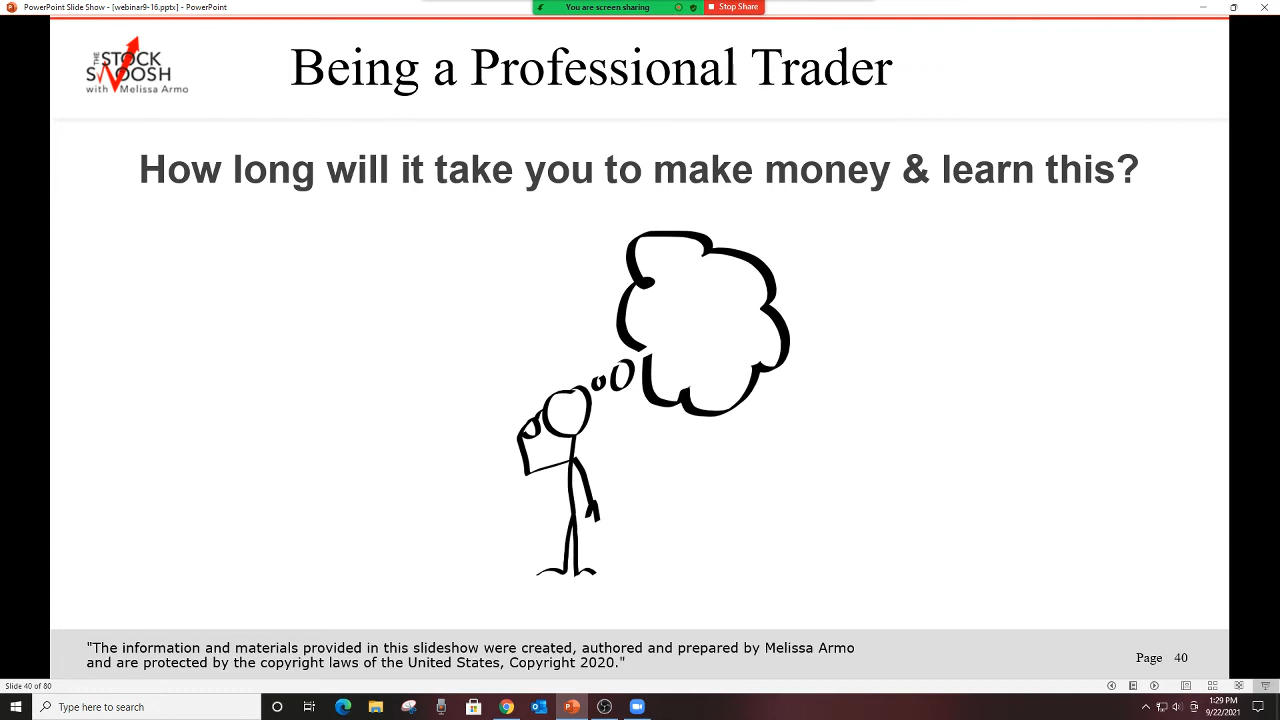 PowerPoint Slide Show - [webinar9-16.pptx] - PowerPoint
You are screen sharing
Stop Share
THE STOCK
SWOOSH
with Melissa Armo
Being a Professional Trader
How long will it take you to make money & learn this?
"The information and materials provided in this slideshow were created, authored and prepared by Melissa Armo
and are protected by the copyright laws of the United States, Copyright 2020."
Page 40
Slide 40 of 80
Type here to search
1:29 PM
9/22/2021